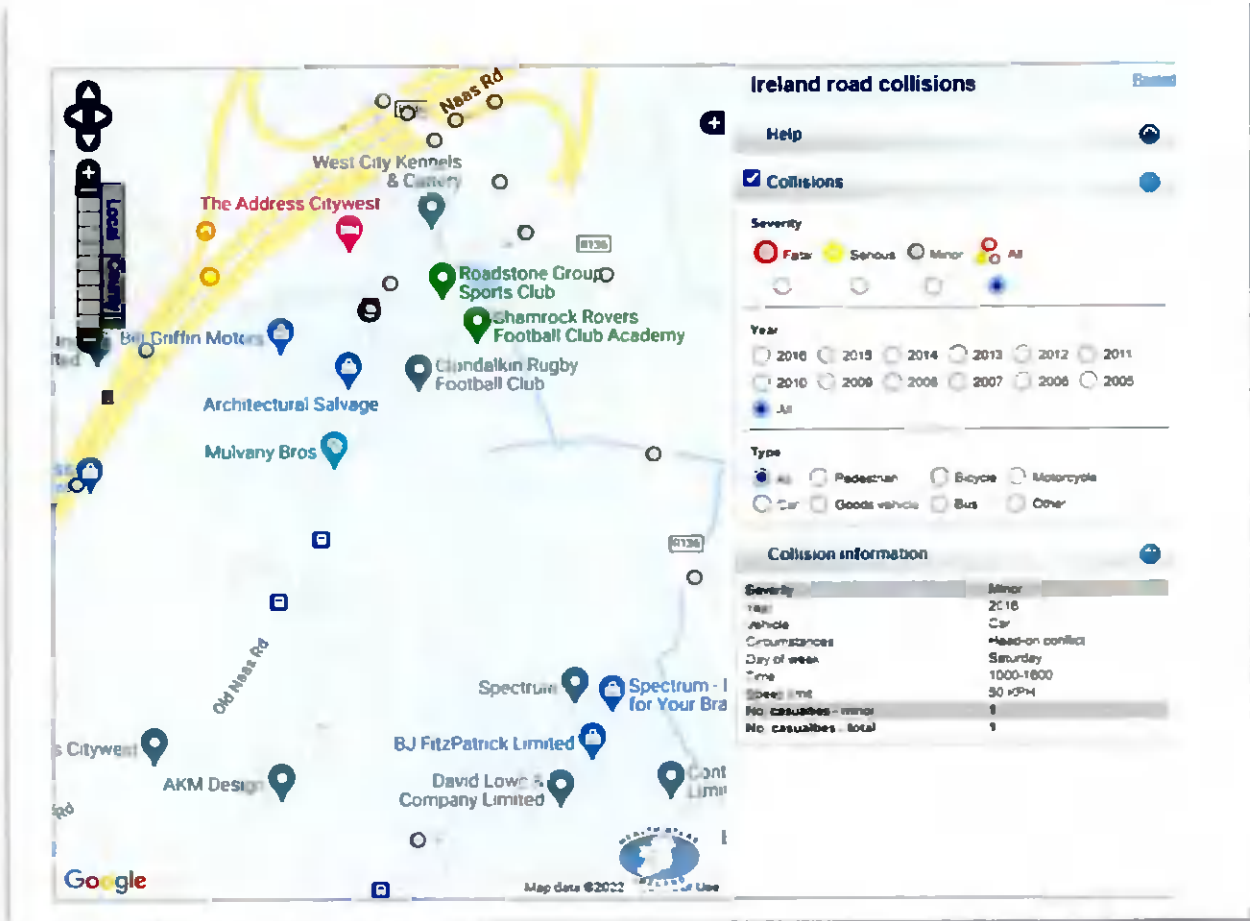 Naas Rd
West City Kennels
& Cattery
The Address Citywest
R136
Roadstone Group
Sports Club
Shamrock Rovers
Football Club Academy
Bill Griffin Motors
Clondalkin Rugby
Football Club
Architectural Salvage
Mulvany Bros
R136
Old Naas Rd
Spectrum
Spectrum -
for Your Bra
s Citywest
BJ FitzPatrick Limited
AKM Design
David Lowe &
Company Limited
Cont
Limi
Rd
Google
Map data ©2022
Use
Local
County
Ireland road collisions
Help
Collisions
Severity
Fatal Serious Minor All
Year
2016 2015 2014 2013 2012 2011
2010 2009 2008 2007 2006 2005
All
Type
All Pedestrian Bicycle Motorcycle
Car Goods vehicle Bus Other
Collision information
Severity Minor
Year 2016
Vehicle Car
Circumstances Head-on conflict
Day of week Saturday
Time 1000-1600
Speed limit 50 KPH
No. casualties - minor
No. casualties - total